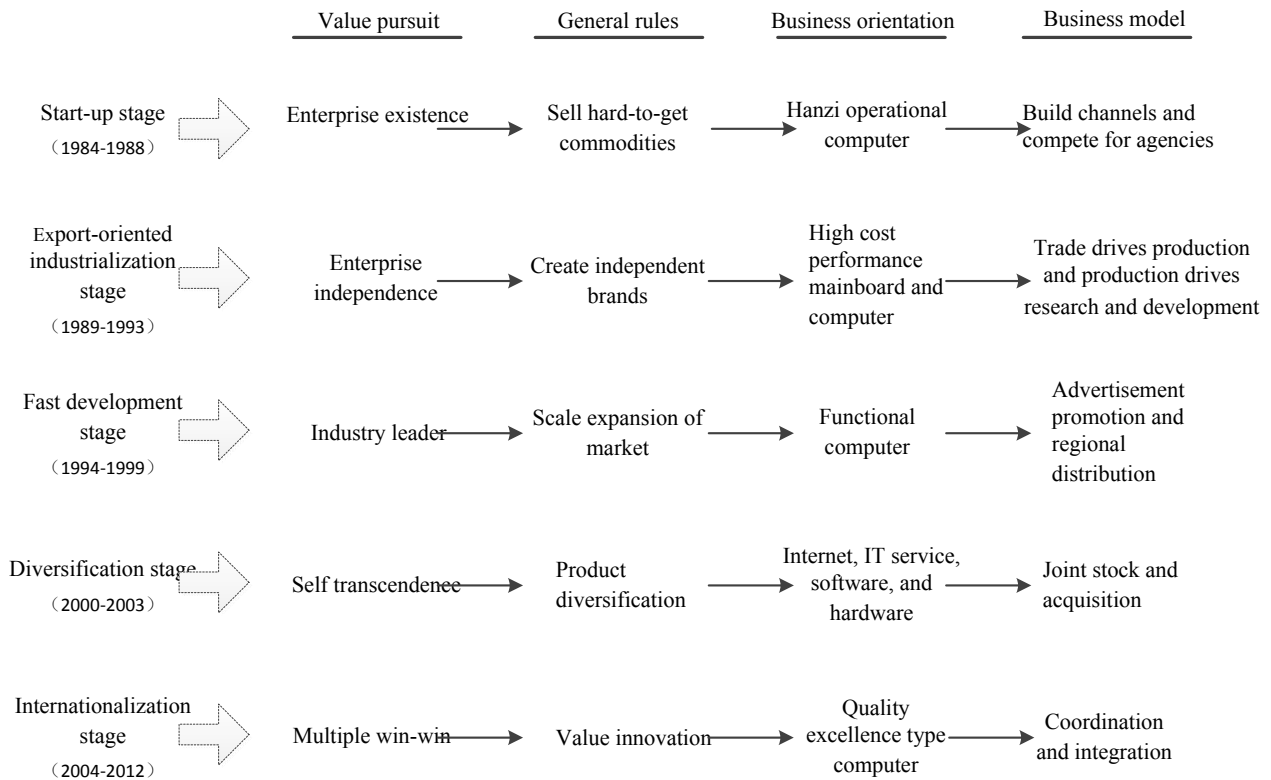 Value pursuit
General rules
Business orientation
Business model
Start-up stage
（1984-1988）
Enterprise existence
Sell hard-to-get
commodities
Hanzi operational
computer
Build channels and
compete for agencies
Export-oriented
industrialization
stage
（1989-1993）
Enterprise
independence
Create independent
brands
High cost
performance
mainboard and
computer
Trade drives production
and production drives
research and development
Fast development
stage
（1994-1999）
Industry leader
Scale expansion of
market
Functional
computer
Advertisement
promotion and
regional
distribution
Diversification stage
（2000-2003）
Self transcendence
Product
diversification
Internet, IT service,
software, and
hardware
Joint stock and
acquisition
Internationalization
stage
（2004-2012）
Multiple win-win
Value innovation
Quality
excellence type
computer
Coordination
and integration